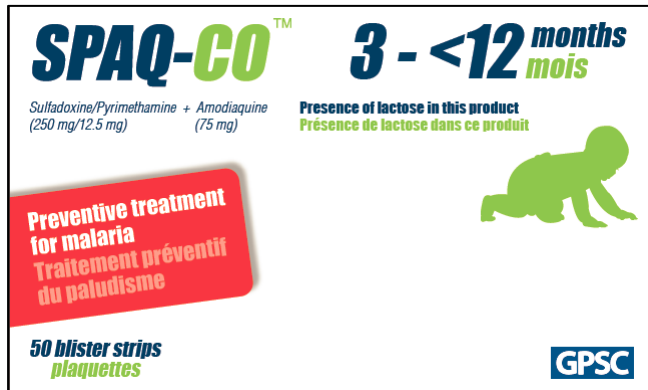 SPAQ-CO™
3 - <12 months
mois
Sulfadoxine/Pyrimethamine + Amodiaquine
(250 mg/12.5 mg) (75 mg)
Presence of lactose in this product
Présence de lactose dans ce produit
Preventive treatment
for malaria
Traitement préventif
du paludisme
50 blister strips
plaquettes
GPSC